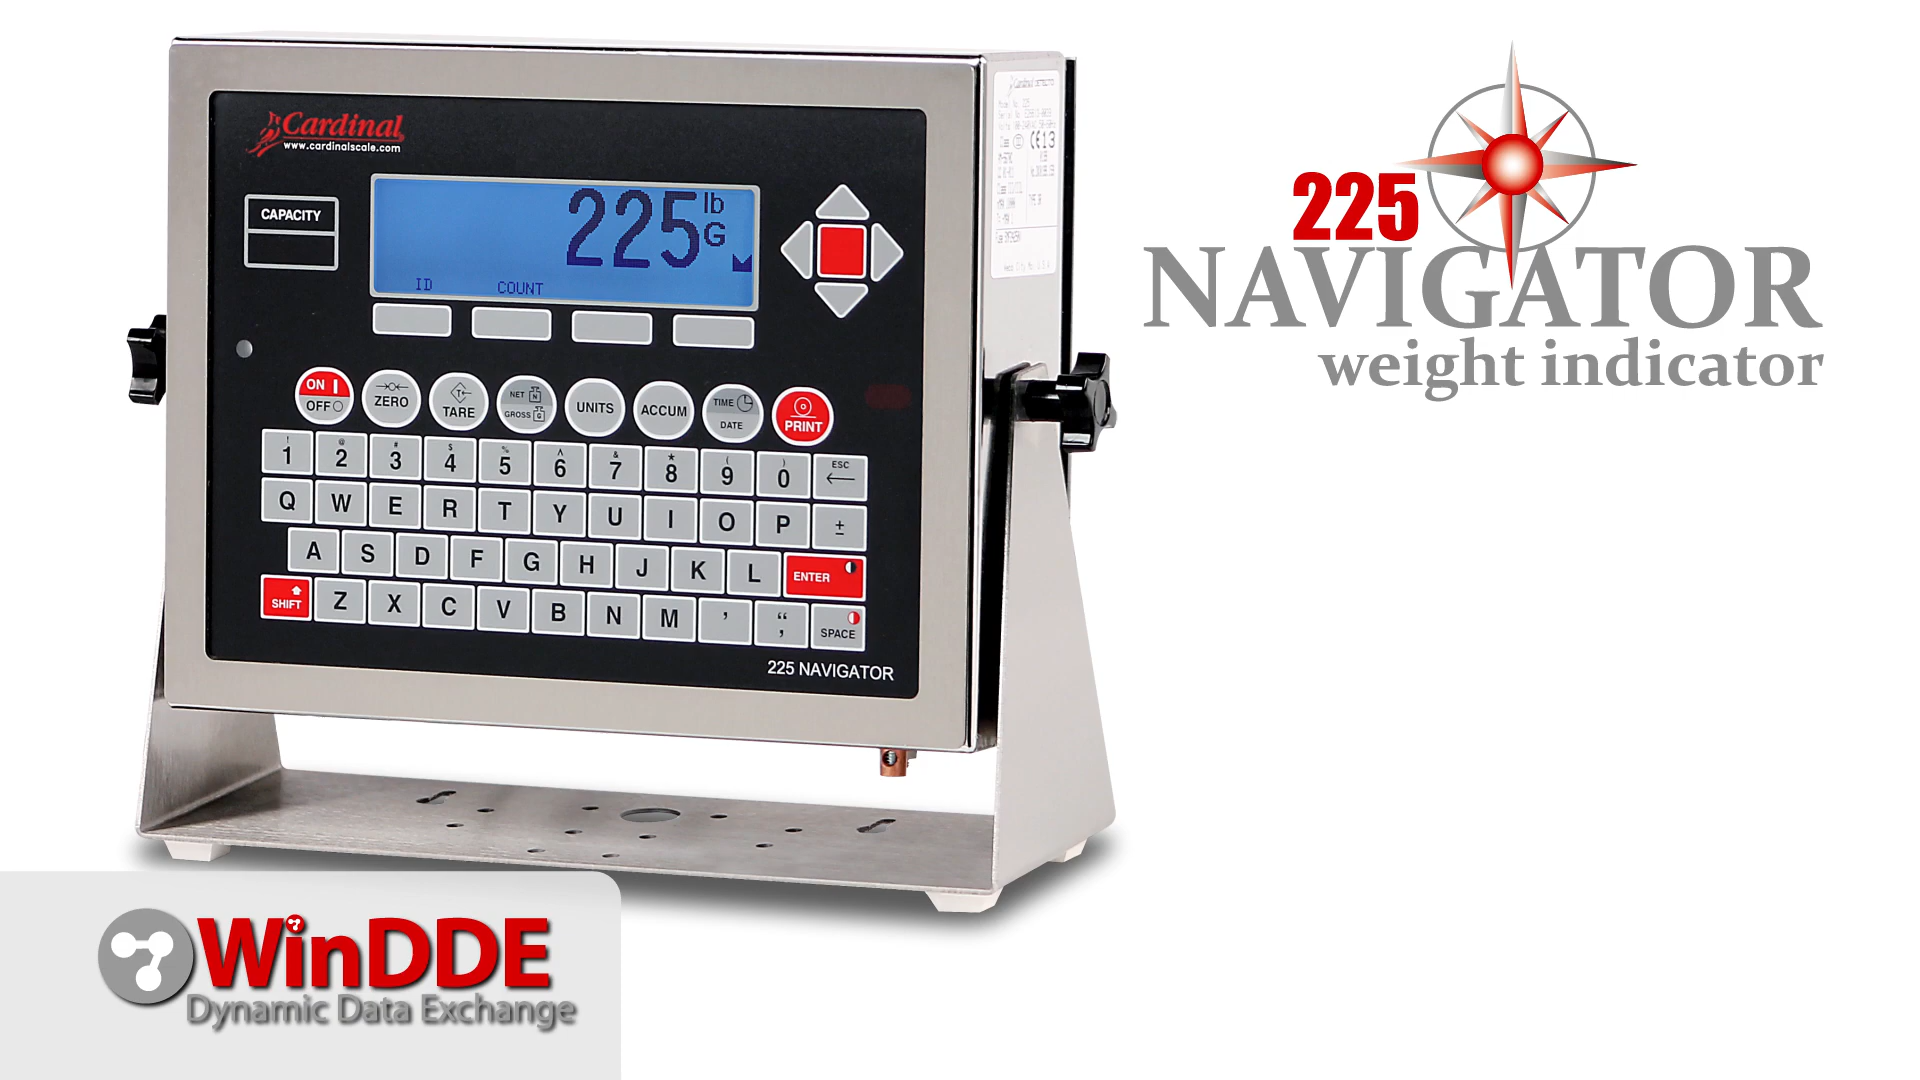 Cardinal
www.cardinalscale.com
CAPACITY
225 lb
G
ID COUNT
ON
OFF
ZERO
T
TARE
NET N
GROSS G
UNITS
ACCUM
TIME
DATE
PRINT
! @ # $ % ^ & * ( ) ESC
1 2 3 4 5 6 7 8 9 0 ←
Q W E R T Y U I O P ±
A S D F G H J K L ENTER
SHIFT Z X C V B N M ’ “ ; SPACE
225 NAVIGATOR
225
NAVIGATOR
weight indicator
WinDDE
Dynamic Data Exchange